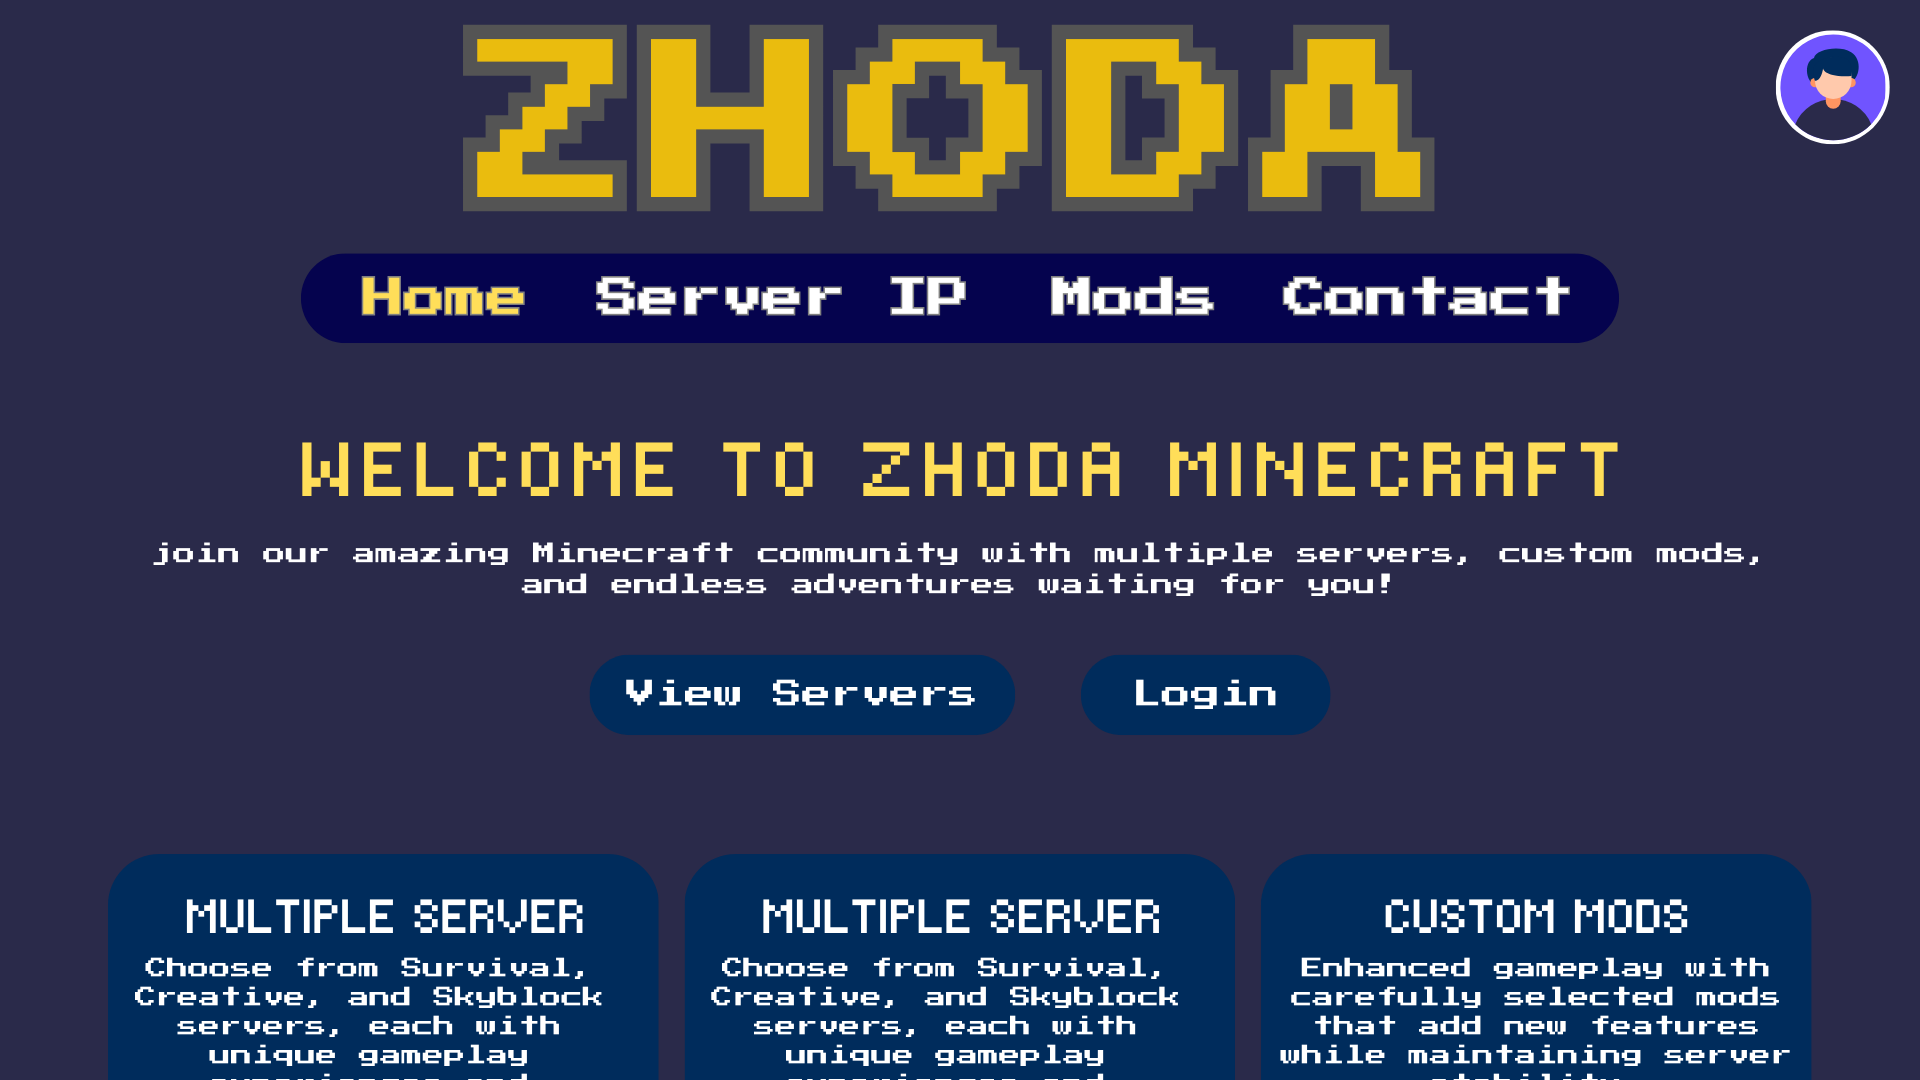 ZHODA
Home Server IP Mods Contact
WELCOME TO ZHODA MINECRAFT
join our amazing Minecraft community with multiple servers, custom mods,
and endless adventures waiting for you!
View Servers Login
MULTIPLE SERVER
Choose from Survival,
Creative, and Skyblock
servers, each with
unique gameplay
MULTIPLE SERVER
Choose from Survival,
Creative, and Skyblock
servers, each with
unique gameplay
CUSTOM MODS
Enhanced gameplay with
carefully selected mods
that add new features
while maintaining server